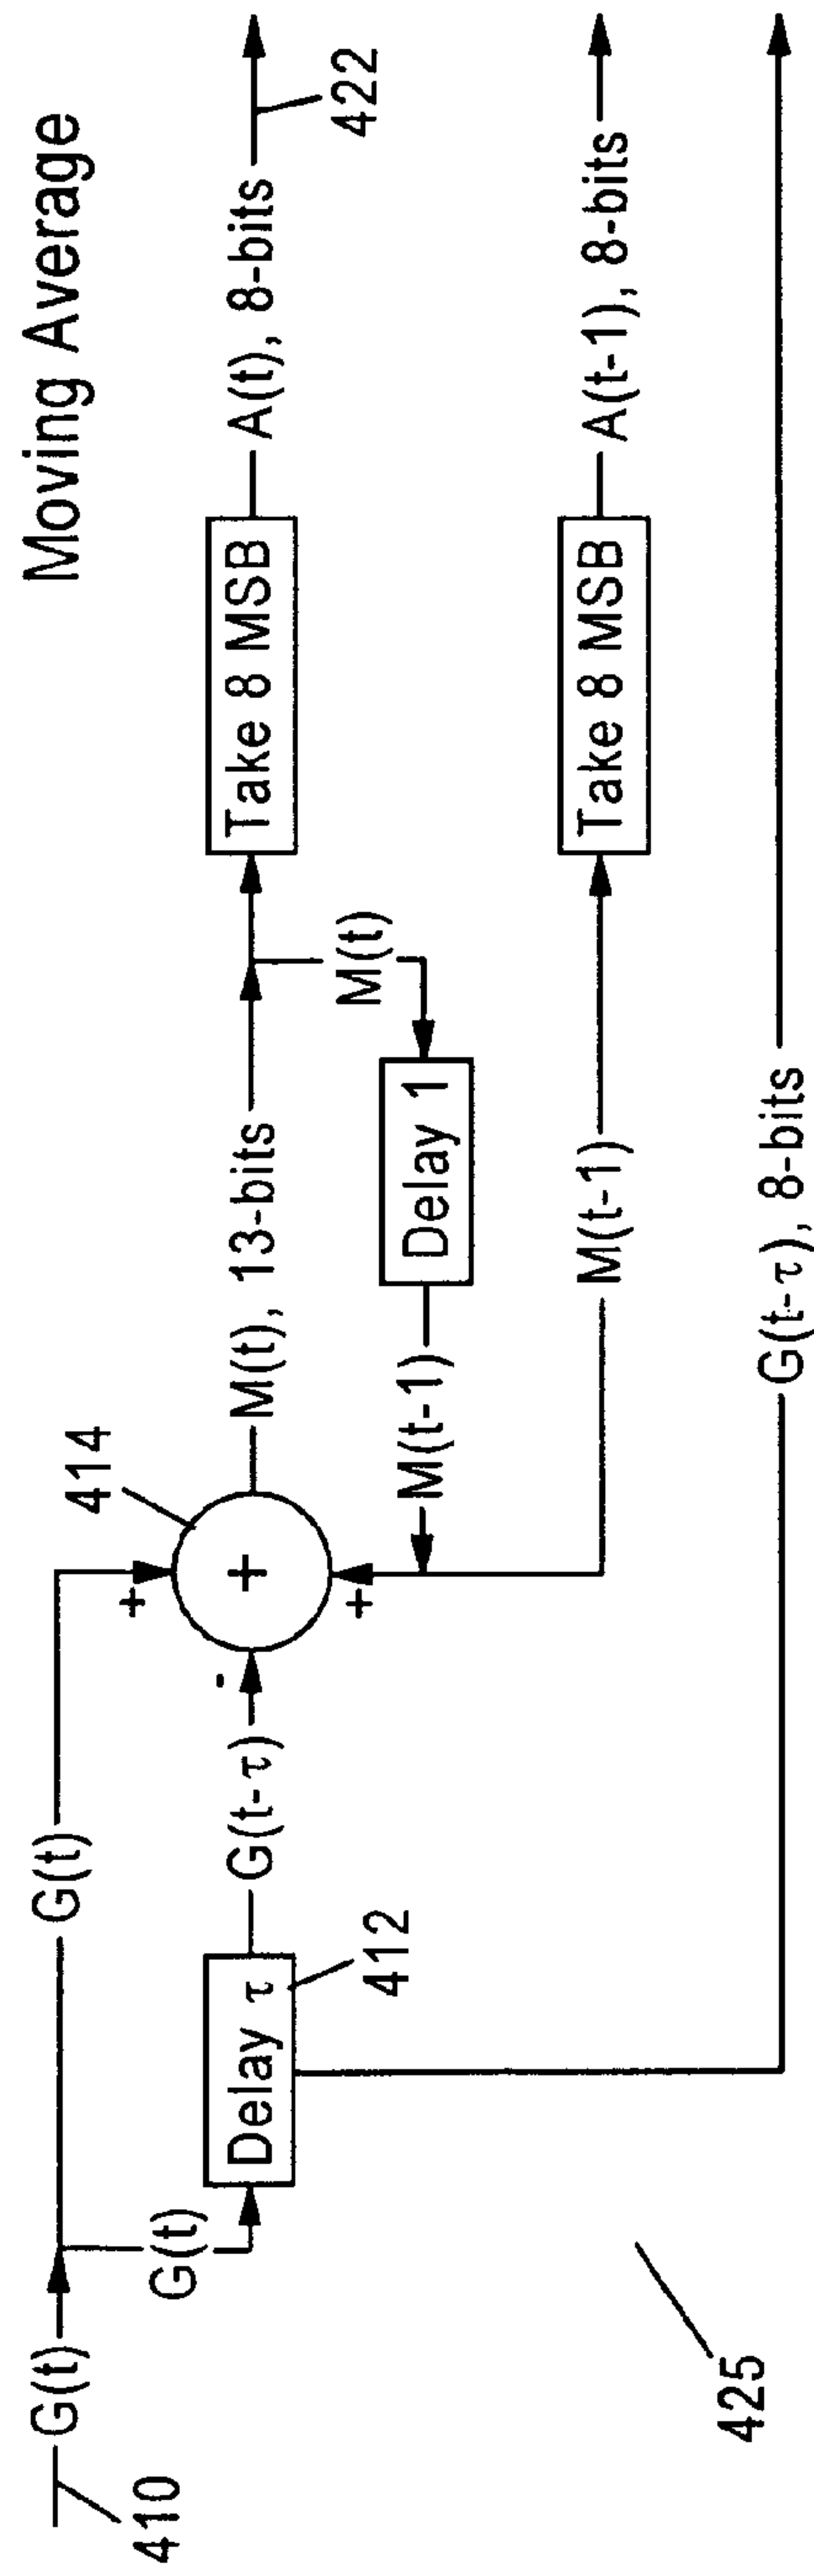 Moving Average
410
G(t)
G(t)
G(t)
Delay τ
412
G(t-τ)
-
+
+
+
414
M(t), 13-bits
M(t)
Delay 1
M(t-1)
Take 8 MSB
A(t), 8-bits
422
M(t-1)
Take 8 MSB
A(t-1), 8-bits
G(t-τ), 8-bits
425